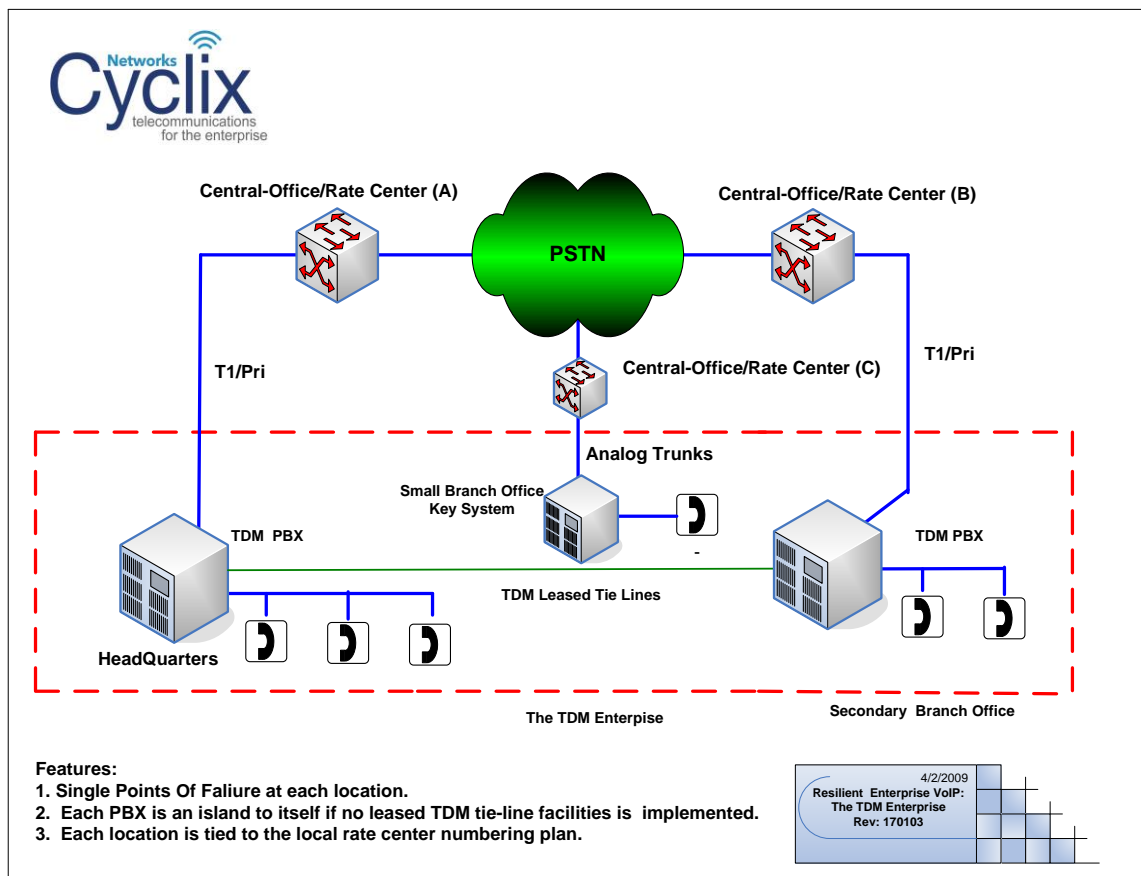 Networks
Cyclix
telecommunications
for the enterprise
Central-Office/Rate Center (A)
Central-Office/Rate Center (B)
PSTN
T1/Pri
Central-Office/Rate Center (C)
T1/Pri
Analog Trunks
Small Branch Office
Key System
TDM PBX
TDM PBX
-
TDM Leased Tie Lines
HeadQuarters
The TDM Enterpise
Secondary Branch Office
Features:
1. Single Points Of Faliure at each location.
2. Each PBX is an island to itself if no leased TDM tie-line facilities is implemented.
3. Each location is tied to the local rate center numbering plan.
4/2/2009
Resilient Enterprise VoIP:
The TDM Enterprise
Rev: 170103